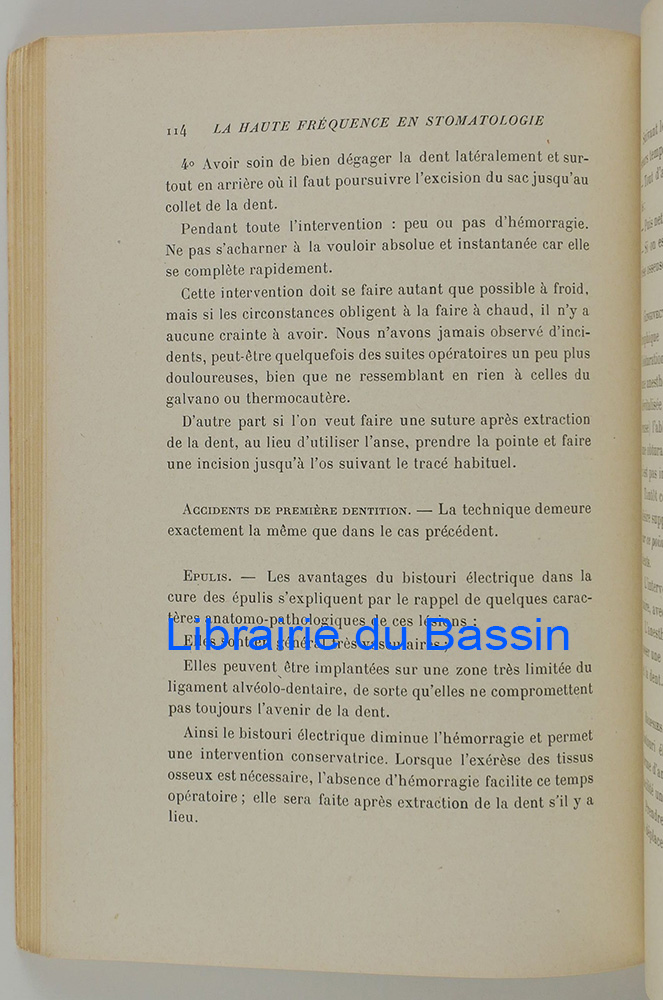 114 LA HAUTE FRÉQUENCE EN STOMATOLOGIE
4º Avoir soin de bien dégager la dent latéralement et sur-
tout en arrière où il faut poursuivre l'excision du sac jusqu'au
collet de la dent.
Pendant toute l'intervention : peu ou pas d'hémorragie.
Ne pas s'acharner à la vouloir absolue et instantanée car elle
se complète rapidement.
Cette intervention doit se faire autant que possible à froid,
mais si les circonstances obligent à la faire à chaud, il n'y a
aucune crainte à avoir. Nous n'avons jamais observé d'inci-
dents, peut-être quelquefois des suites opératoires un peu plus
douloureuses, bien que ne ressemblant en rien à celles du
galvano ou thermocautère.
D'autre part si l'on veut faire une suture après extraction
de la dent, au lieu d'utiliser l'anse, prendre la pointe et faire
une incision jusqu'à l'os suivant le tracé habituel.
ACCIDENTS DE PREMIÈRE DENTITION. — La technique demeure
exactement la même que dans le cas précédent.
EPULIS. — Les avantages du bistouri électrique dans la
cure des épulis s'expliquent par le rappel de quelques carac-
tères anatomo-pathologiques de ces lésions :
Librairie du Bassin
Elles sont en général très vasculaires ;
Elles peuvent être implantées sur une zone très limitée du
ligament alvéolo-dentaire, de sorte qu'elles ne compromettent
pas toujours l'avenir de la dent.
Ainsi le bistouri électrique diminue l'hémorragie et permet
une intervention conservatrice. Lorsque l'exérèse des tissus
osseux est nécessaire, l'absence d'hémorragie facilite ce temps
opératoire ; elle sera faite après extraction de la dent s'il y a
lieu.